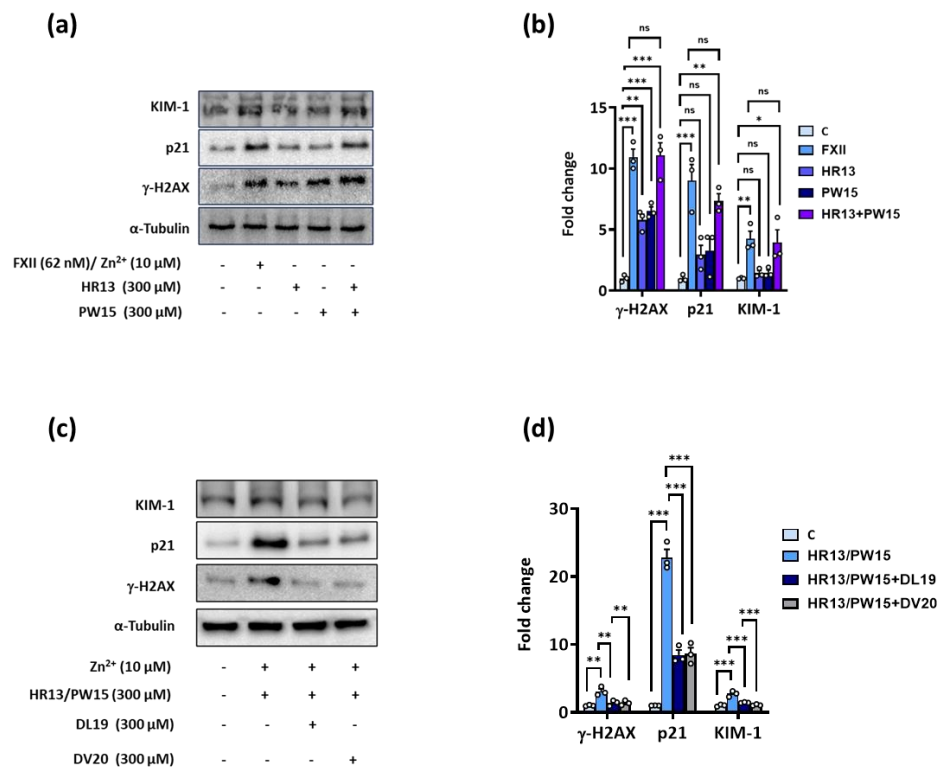 (a)
KIM-1
p21
γ-H2AX
α-Tubulin
FXII (62 nM)/ Zn²⁺ (10 µM) - + - - -
HR13 (300 µM) - - + - +
PW15 (300 µM) - - - + +
(b)
ns
***
***
**
***
ns
**
ns
ns
***
ns
*
ns
ns
**
Fold change
15
10
5
0
γ-H2AX p21 KIM-1
C
FXII
HR13
PW15
HR13+PW15
(c)
KIM-1
p21
γ-H2AX
α-Tubulin
Zn²⁺ (10 µM) - + + +
HR13/PW15 (300 µM) - + + +
DL19 (300 µM) - - + -
DV20 (300 µM) - - - +
(d)
***
***
***
**
**
**
***
***
***
Fold change
30
20
10
0
γ-H2AX p21 KIM-1
C
HR13/PW15
HR13/PW15+DL19
HR13/PW15+DV20